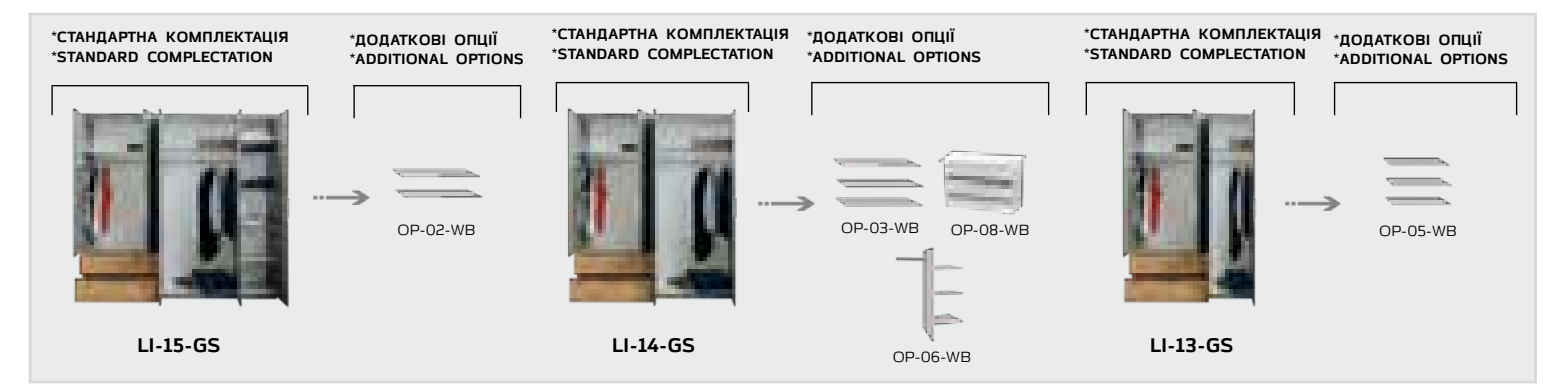 *СТАНДАРТНА КОМПЛЕКТАЦІЯ
*STANDARD COMPLECTATION
*ДОДАТКОВІ ОПЦІЇ
*ADDITIONAL OPTIONS
OP-02-WB
LI-15-GS
*СТАНДАРТНА КОМПЛЕКТАЦІЯ
*STANDARD COMPLECTATION
*ДОДАТКОВІ ОПЦІЇ
*ADDITIONAL OPTIONS
OP-03-WB
OP-08-WB
OP-06-WB
LI-14-GS
*СТАНДАРТНА КОМПЛЕКТАЦІЯ
*STANDARD COMPLECTATION
*ДОДАТКОВІ ОПЦІЇ
*ADDITIONAL OPTIONS
OP-05-WB
LI-13-GS